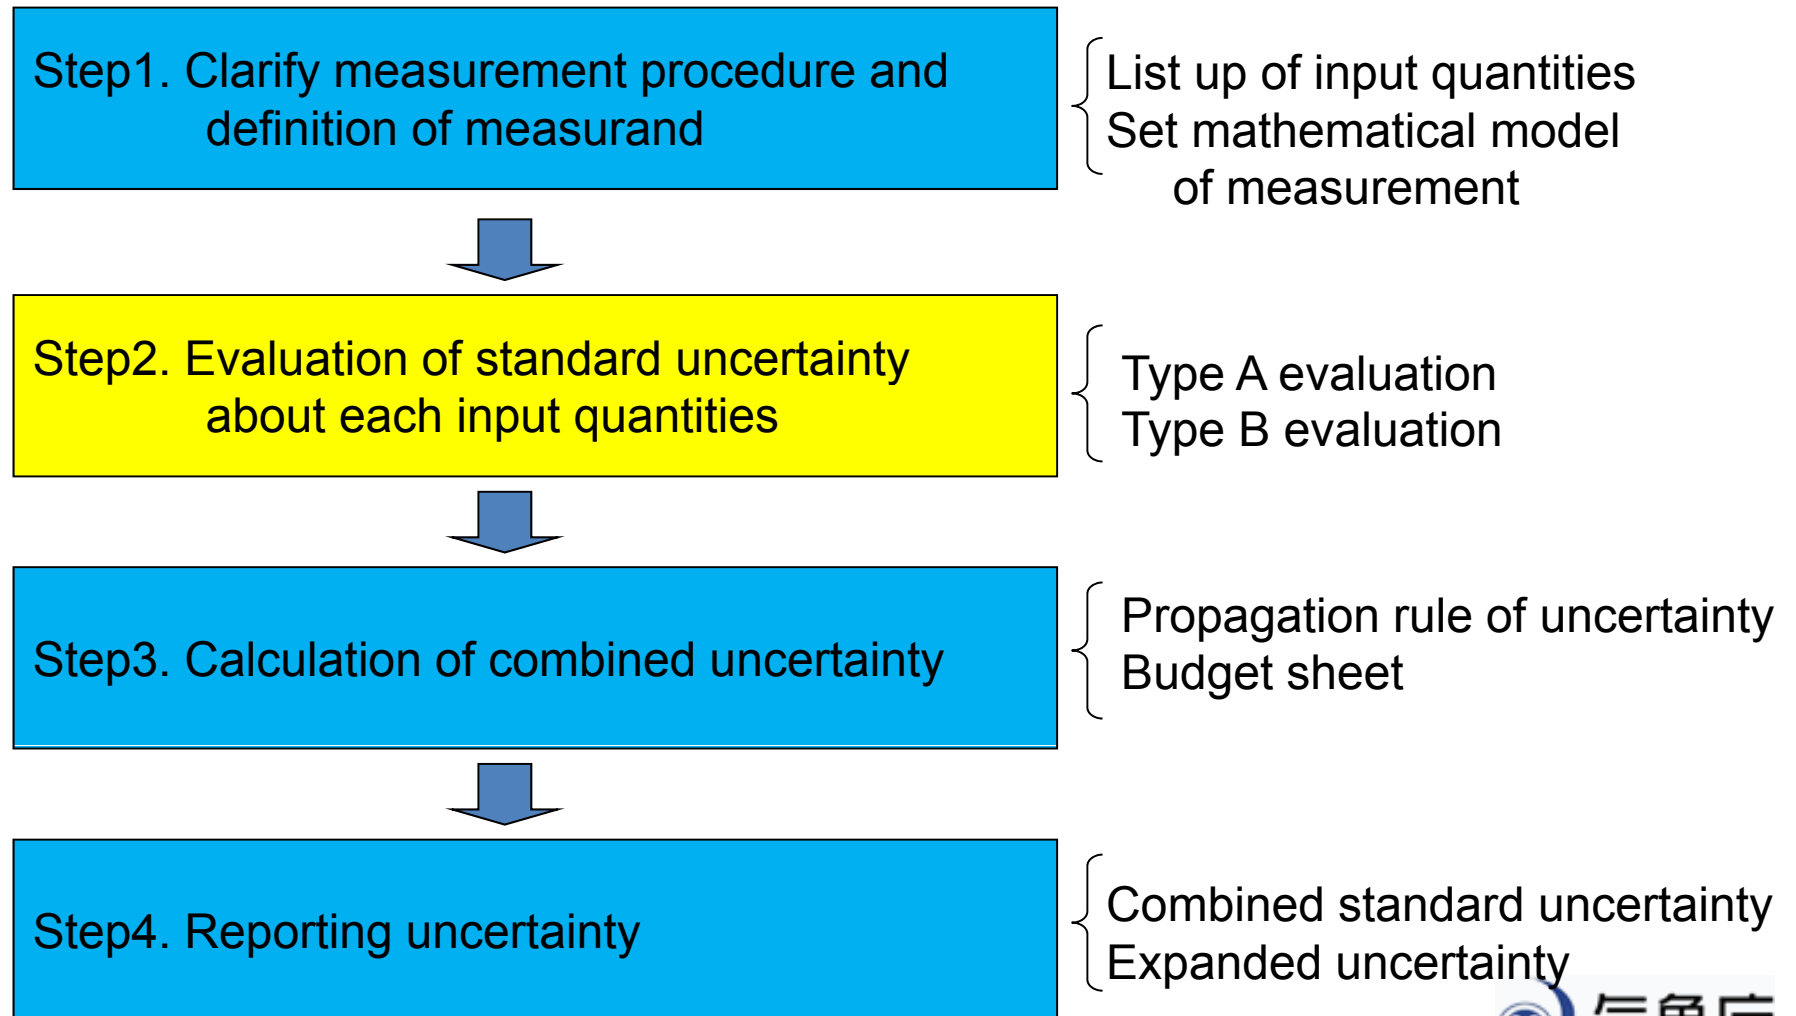 Step1. Clarify measurement procedure and
definition of measurand
List up of input quantities
Set mathematical model
of measurement
Step2. Evaluation of standard uncertainty
about each input quantities
Type A evaluation
Type B evaluation
Step3. Calculation of combined uncertainty
Propagation rule of uncertainty
Budget sheet
Step4. Reporting uncertainty
Combined standard uncertainty
Expanded uncertainty